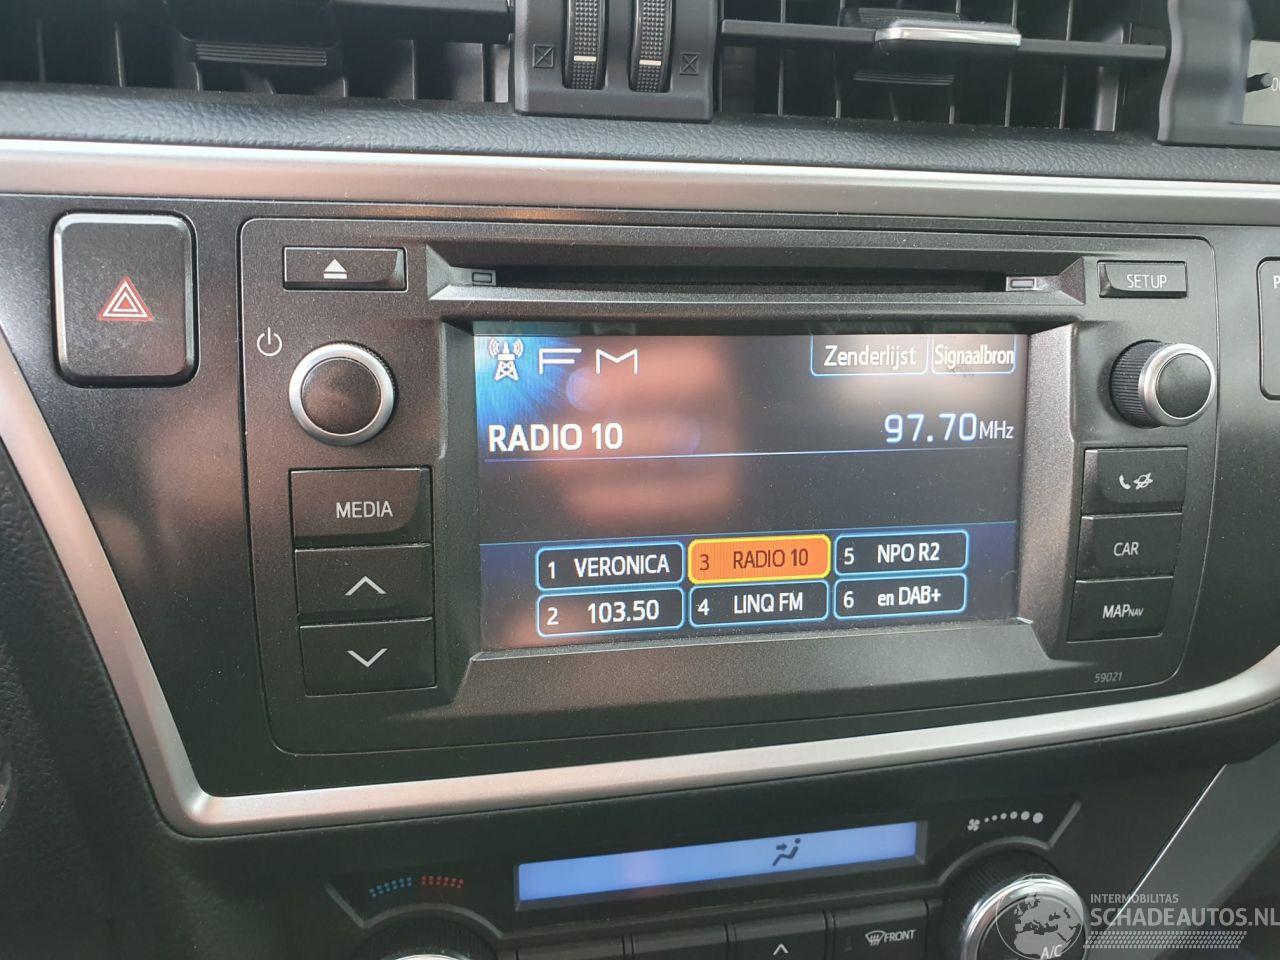 SETUP
FM
Zenderlijst
Signaalbron
RADIO 10
97.70MHz
MEDIA
1 VERONICA
3 RADIO 10
5 NPO R2
2 103.50
4 LINQ FM
6 en DAB+
CAR
MAPNAV
59021
FRONT
A/C
INTERMOBILITAS
SCHADEAUTOS.NL